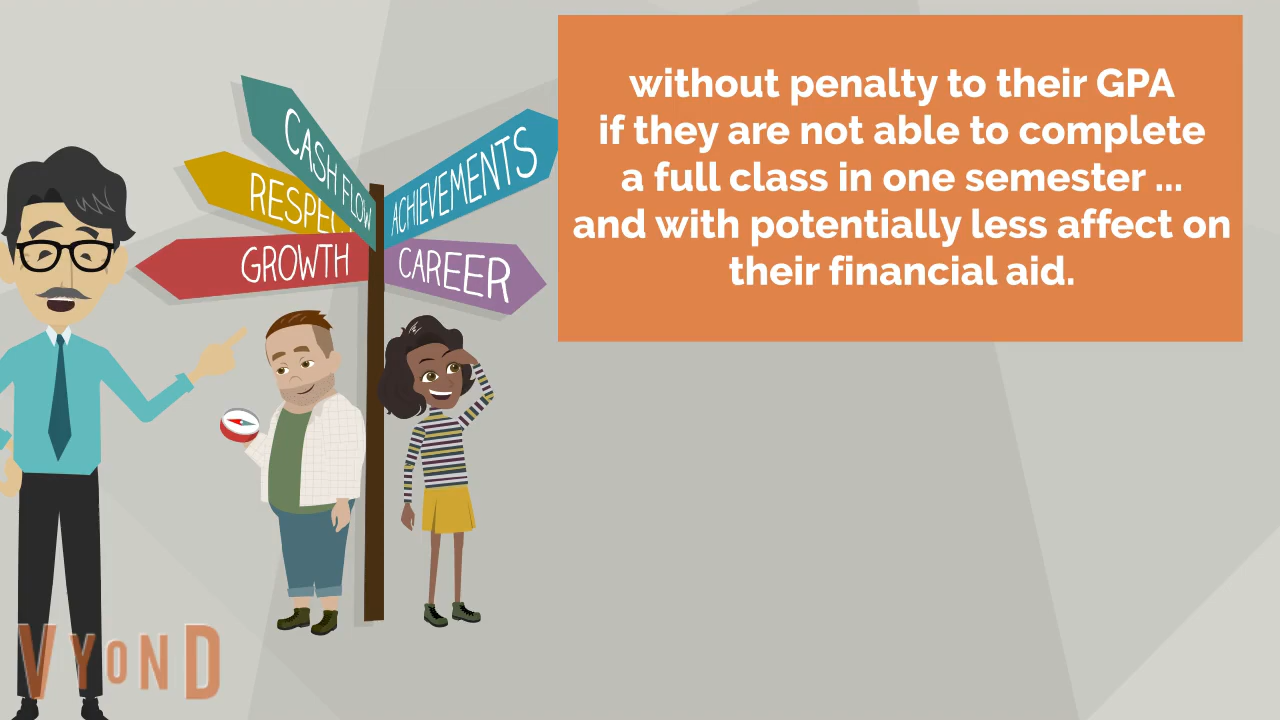 without penalty to their GPA
if they are not able to complete
a full class in one semester ...
and with potentially less affect on
their financial aid.
CASH FLOW
ACHIEVEMENTS
GROWTH
CAREER
VYOND